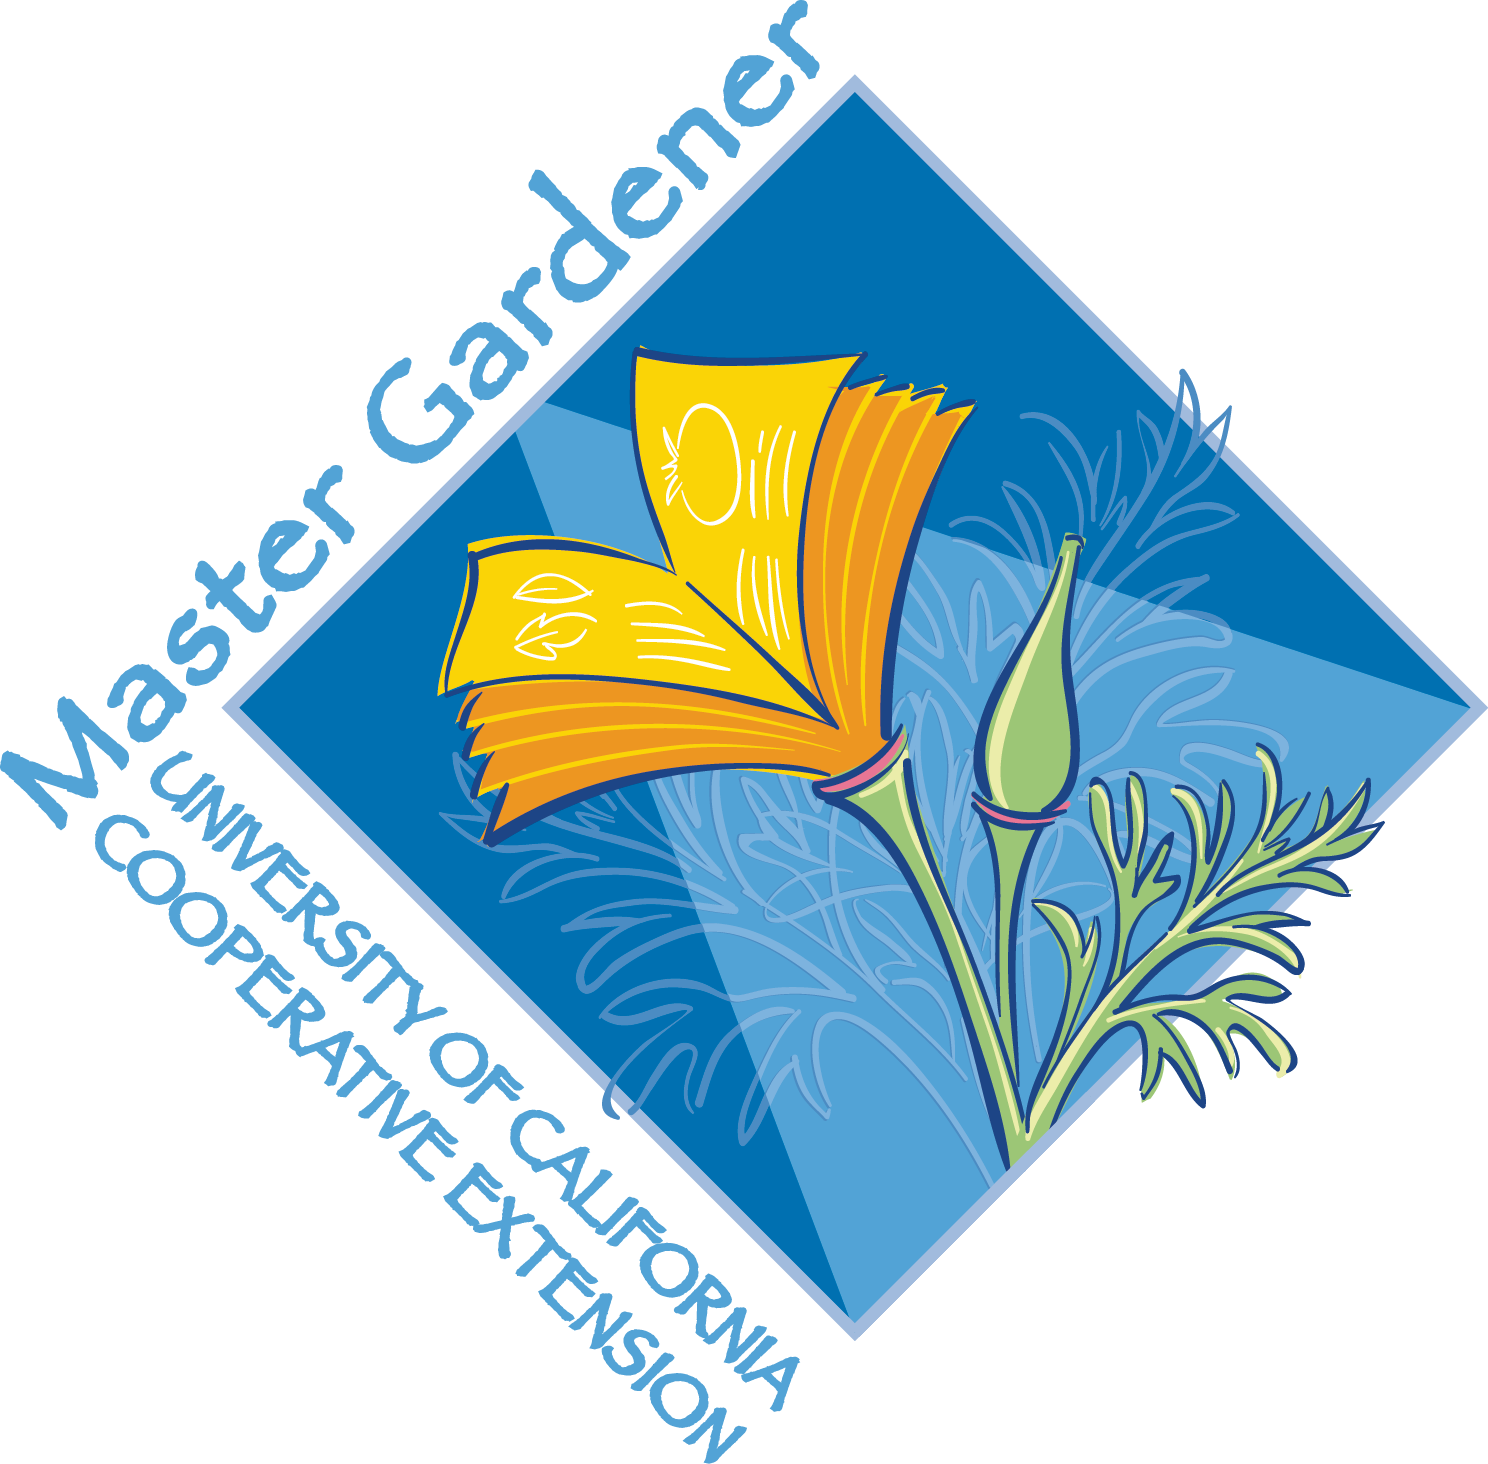 Master Gardener
UNIVERSITY OF CALIFORNIA
COOPERATIVE EXTENSION